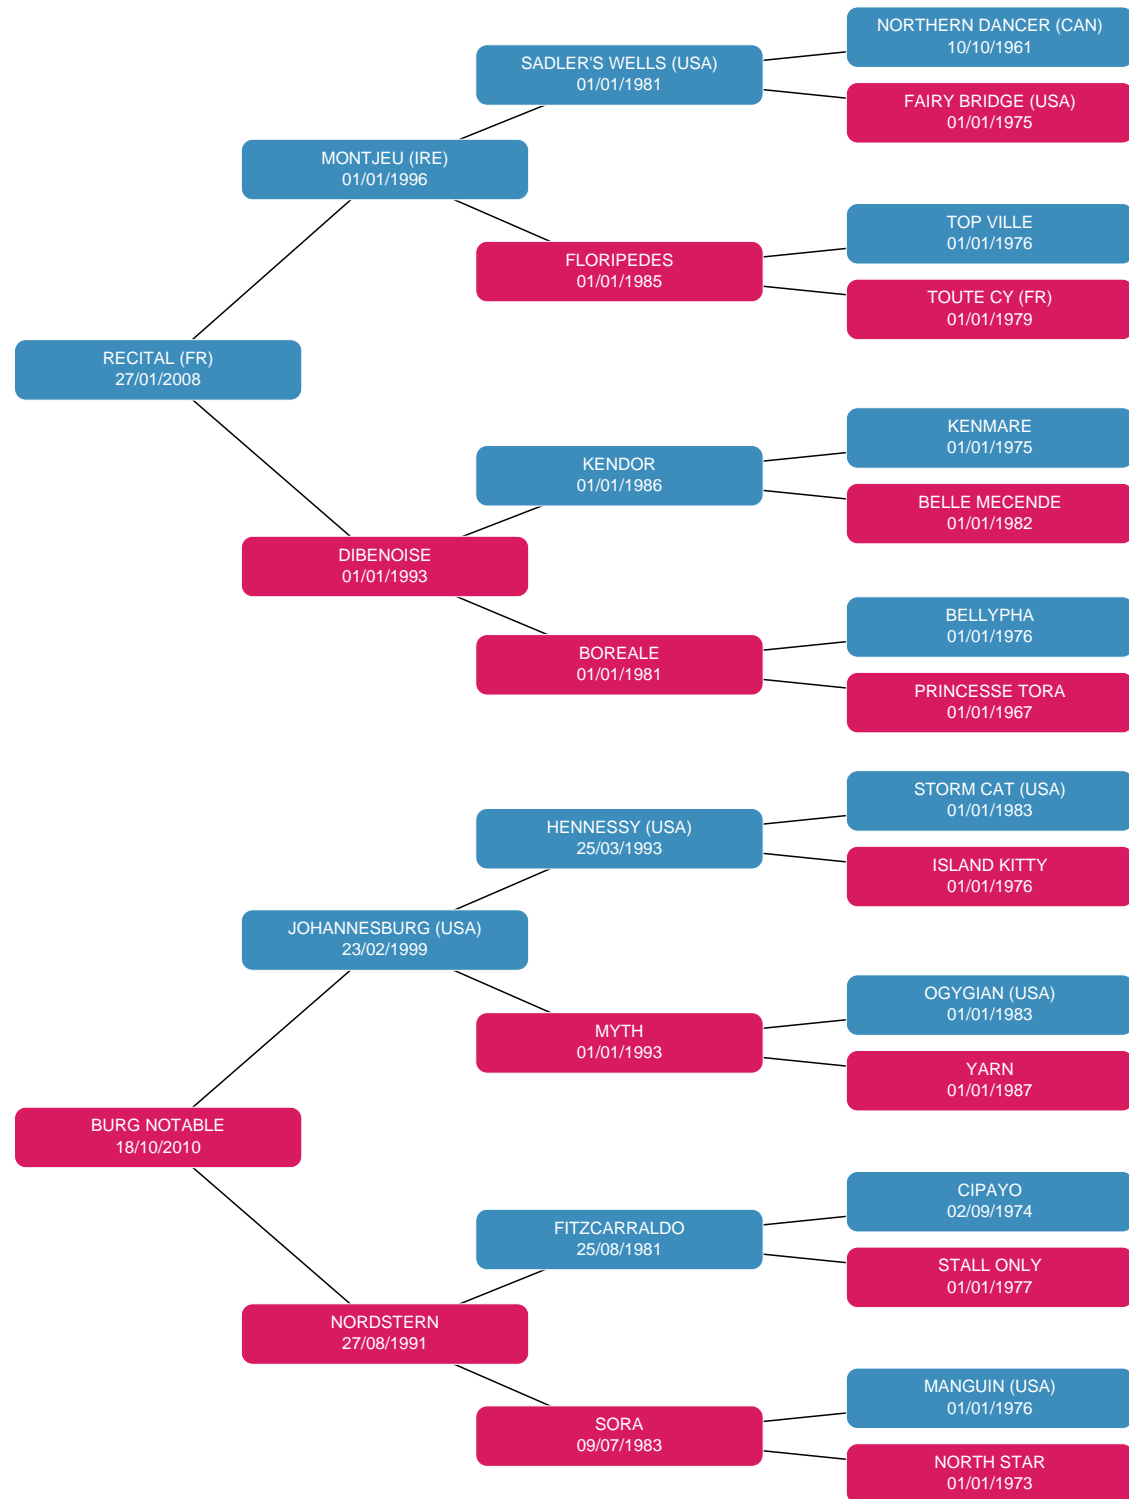 NORTHERN DANCER (CAN)
10/10/1961
SADLER'S WELLS (USA)
01/01/1981
FAIRY BRIDGE (USA)
01/01/1975
MONTJEU (IRE)
01/01/1996
TOP VILLE
01/01/1976
FLORIPEDES
01/01/1985
TOUTE CY (FR)
01/01/1979
RECITAL (FR)
27/01/2008
KENMARE
01/01/1975
KENDOR
01/01/1986
BELLE MECENDE
01/01/1982
DIBENOISE
01/01/1993
BELLYPHA
01/01/1976
BOREALE
01/01/1981
PRINCESSE TORA
01/01/1967
STORM CAT (USA)
01/01/1983
HENNESSY (USA)
25/03/1993
ISLAND KITTY
01/01/1976
JOHANNESBURG (USA)
23/02/1999
OGYGIAN (USA)
01/01/1983
MYTH
01/01/1993
YARN
01/01/1987
BURG NOTABLE
18/10/2010
CIPAYO
02/09/1974
FITZCARRALDO
25/08/1981
STALL ONLY
01/01/1977
NORDSTERN
27/08/1991
MANGUIN (USA)
01/01/1976
SORA
09/07/1983
NORTH STAR
01/01/1973